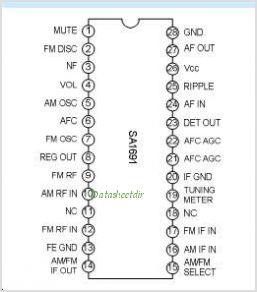 MUTE 1
FM DISC 2
NF 3
VOL 4
AM OSC 5
AFC 6
FM OSC 7
REG OUT 8
FM RF 9
AM RF IN 10
NC 11
FM RF IN 12
FE GND 13
AM/FM
IF OUT 14
SA1691
Datasheetdir
28 GND
27 AF OUT
26 Vcc
25 RIPPLE
24 AF IN
23 DET OUT
22 AFC AGC
21 AFC AGC
20 IF GND
19 TUNING
METER
18 NC
17 FM IF IN
16 AM IF IN
15 AM/FM
SELECT